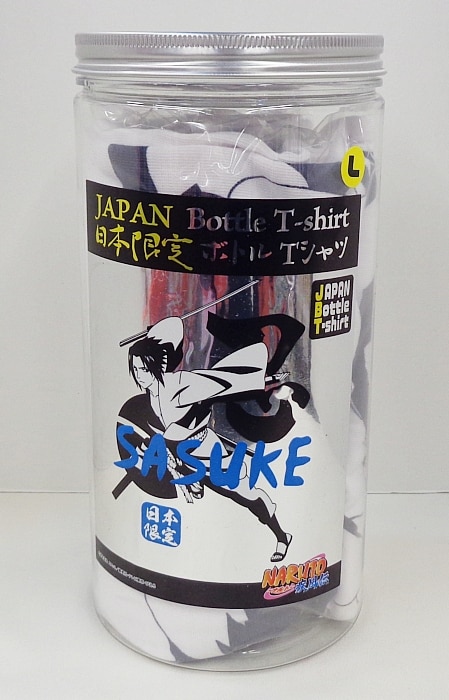 L
JAPAN Bottle T-shirt
日本限定 ボトル Tシャツ
JAPAN
Bottle
T-shirt
SASUKE
日本
限定
NARUTO
疾風伝